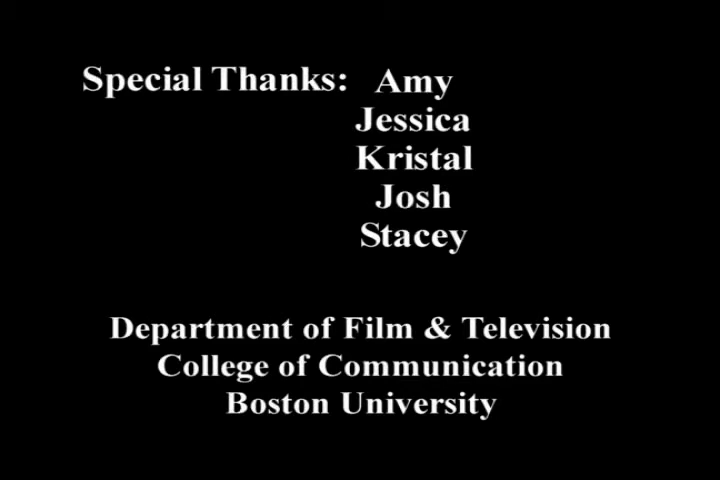 Special Thanks: Amy
Jessica
Kristal
Josh
Stacey
Department of Film & Television
College of Communication
Boston University